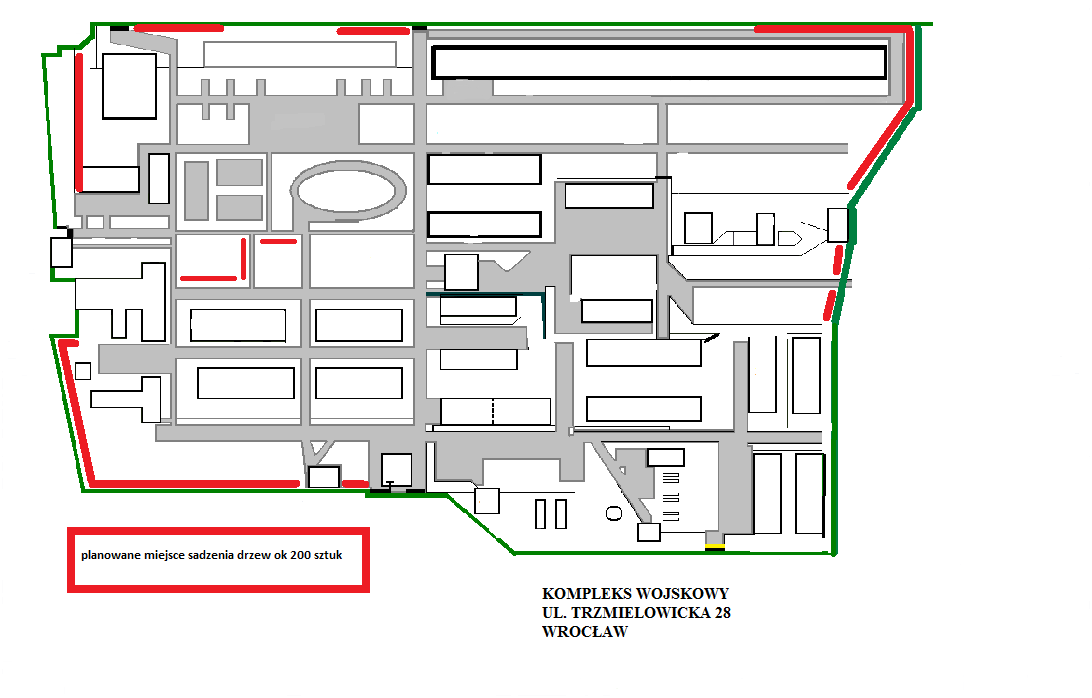 planowane miejsce sadzenia drzew ok 200 sztuk
KOMPLEKS WOJSKOWY
UL. TRZMIELOWICKA 28
WROCŁAW